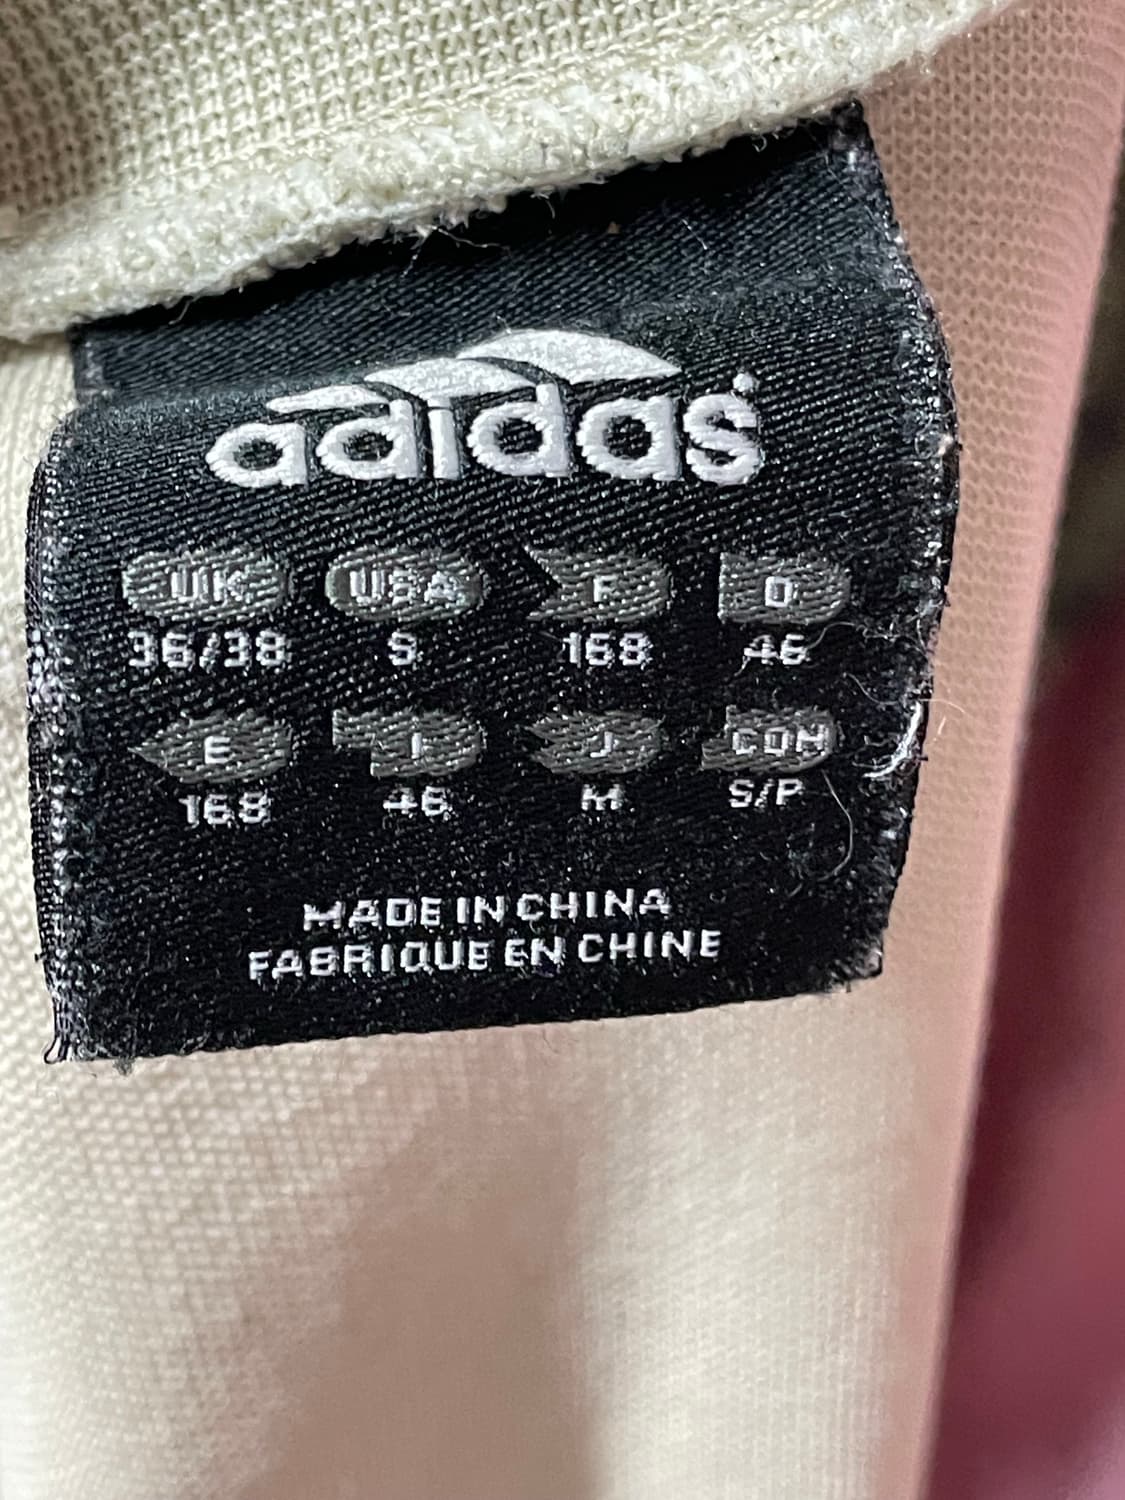 adidas
UK USA F D
36/38 S 168 46
E I J COM
168 46 M S/P
MADE IN CHINA
FABRIQUE EN CHINE